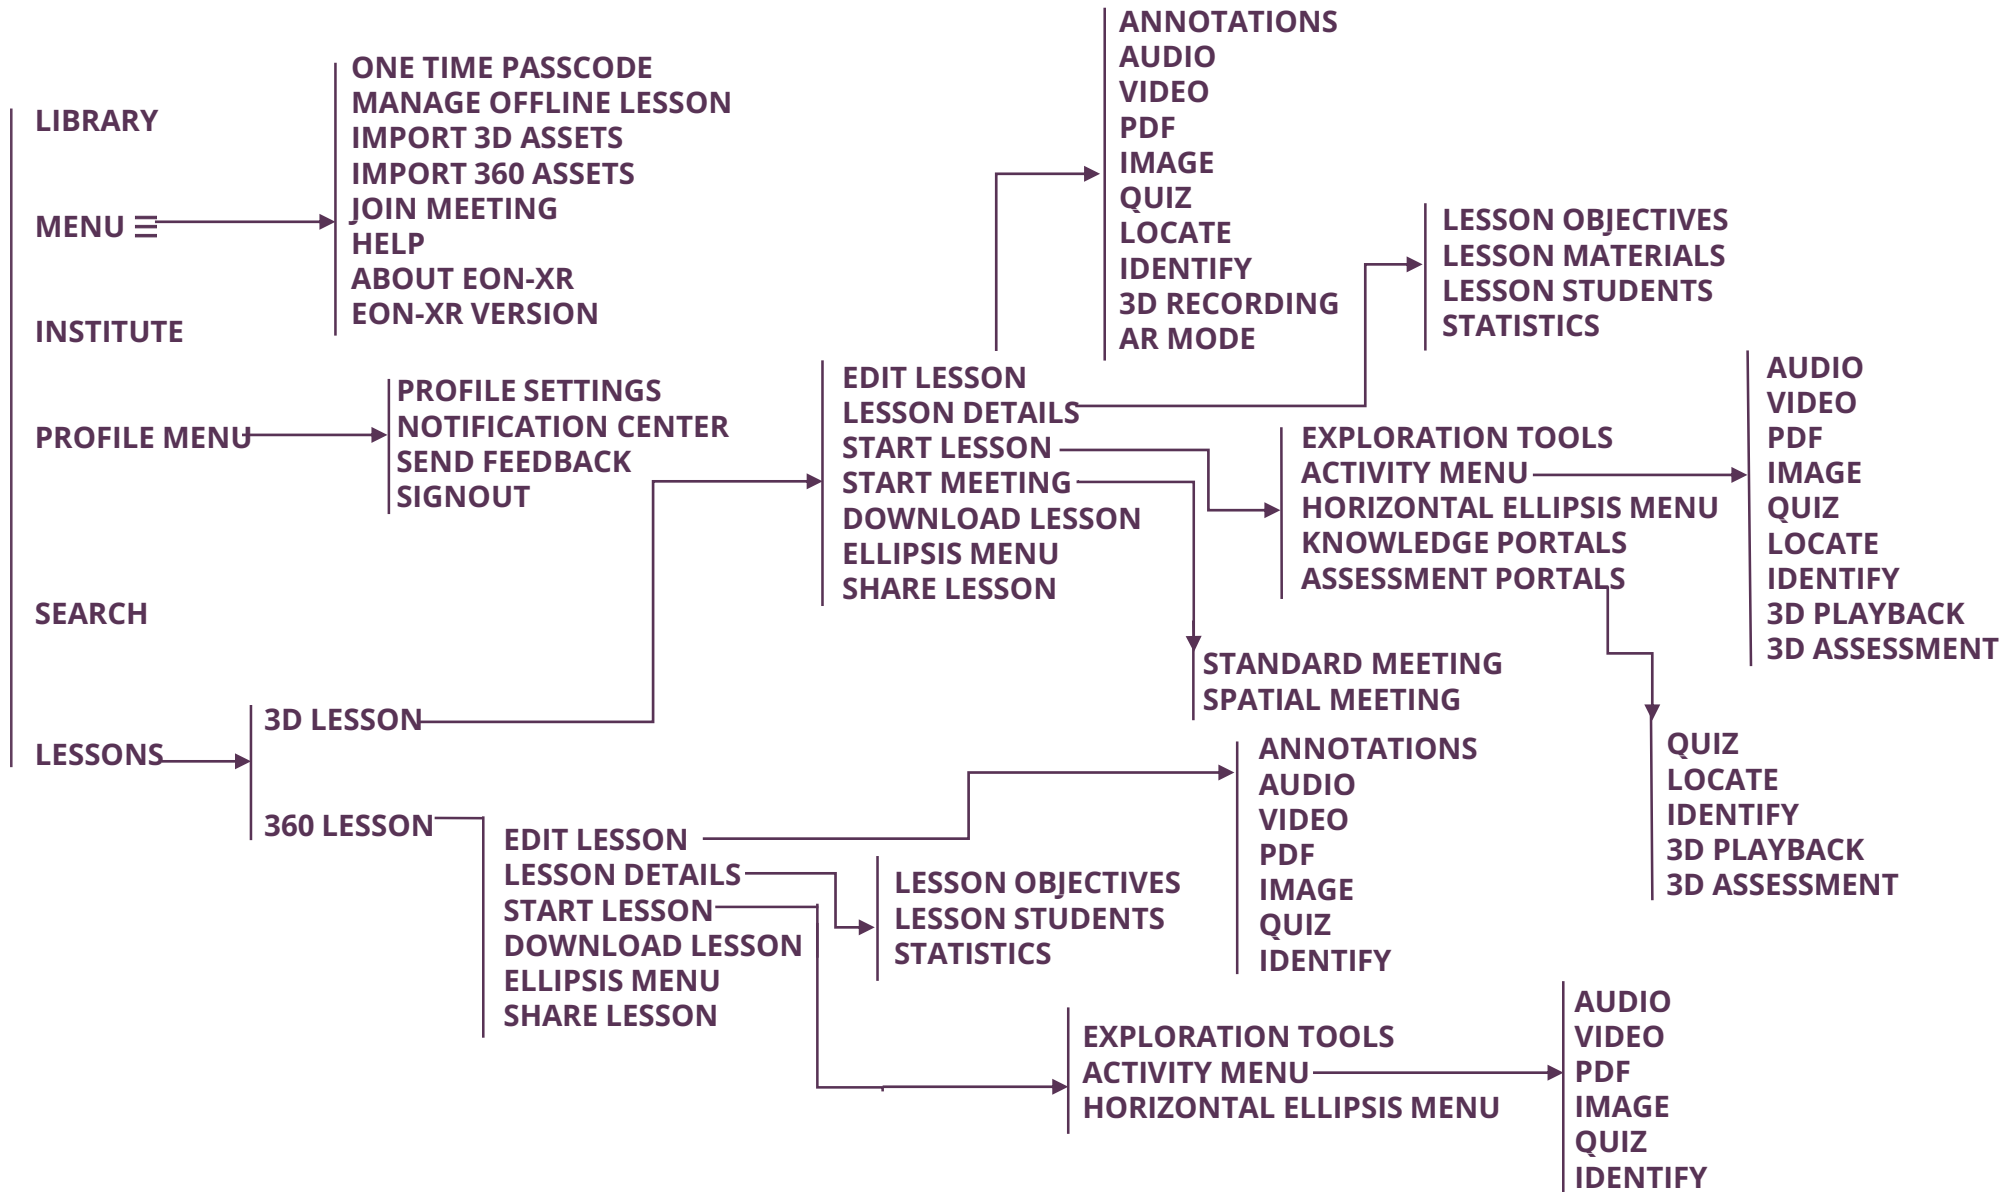 LIBRARY
MENU
INSTITUTE
PROFILE MENU
SEARCH
LESSONS
ONE TIME PASSCODE
MANAGE OFFLINE LESSON
IMPORT 3D ASSETS
IMPORT 360 ASSETS
JOIN MEETING
HELP
ABOUT EON-XR
EON-XR VERSION
PROFILE SETTINGS
NOTIFICATION CENTER
SEND FEEDBACK
SIGNOUT
3D LESSON
360 LESSON
EDIT LESSON
LESSON DETAILS
START LESSON
START MEETING
DOWNLOAD LESSON
ELLIPSIS MENU
SHARE LESSON
ANNOTATIONS
AUDIO
VIDEO
PDF
IMAGE
QUIZ
LOCATE
IDENTIFY
3D RECORDING
AR MODE
LESSON OBJECTIVES
LESSON MATERIALS
LESSON STUDENTS
STATISTICS
EXPLORATION TOOLS
ACTIVITY MENU
HORIZONTAL ELLIPSIS MENU
KNOWLEDGE PORTALS
ASSESSMENT PORTALS
AUDIO
VIDEO
PDF
IMAGE
QUIZ
LOCATE
IDENTIFY
3D PLAYBACK
3D ASSESSMENT
STANDARD MEETING
SPATIAL MEETING
QUIZ
LOCATE
IDENTIFY
3D PLAYBACK
3D ASSESSMENT
EDIT LESSON
LESSON DETAILS
START LESSON
DOWNLOAD LESSON
ELLIPSIS MENU
SHARE LESSON
ANNOTATIONS
AUDIO
VIDEO
PDF
IMAGE
QUIZ
IDENTIFY
LESSON OBJECTIVES
LESSON STUDENTS
STATISTICS
EXPLORATION TOOLS
ACTIVITY MENU
HORIZONTAL ELLIPSIS MENU
AUDIO
VIDEO
PDF
IMAGE
QUIZ
IDENTIFY